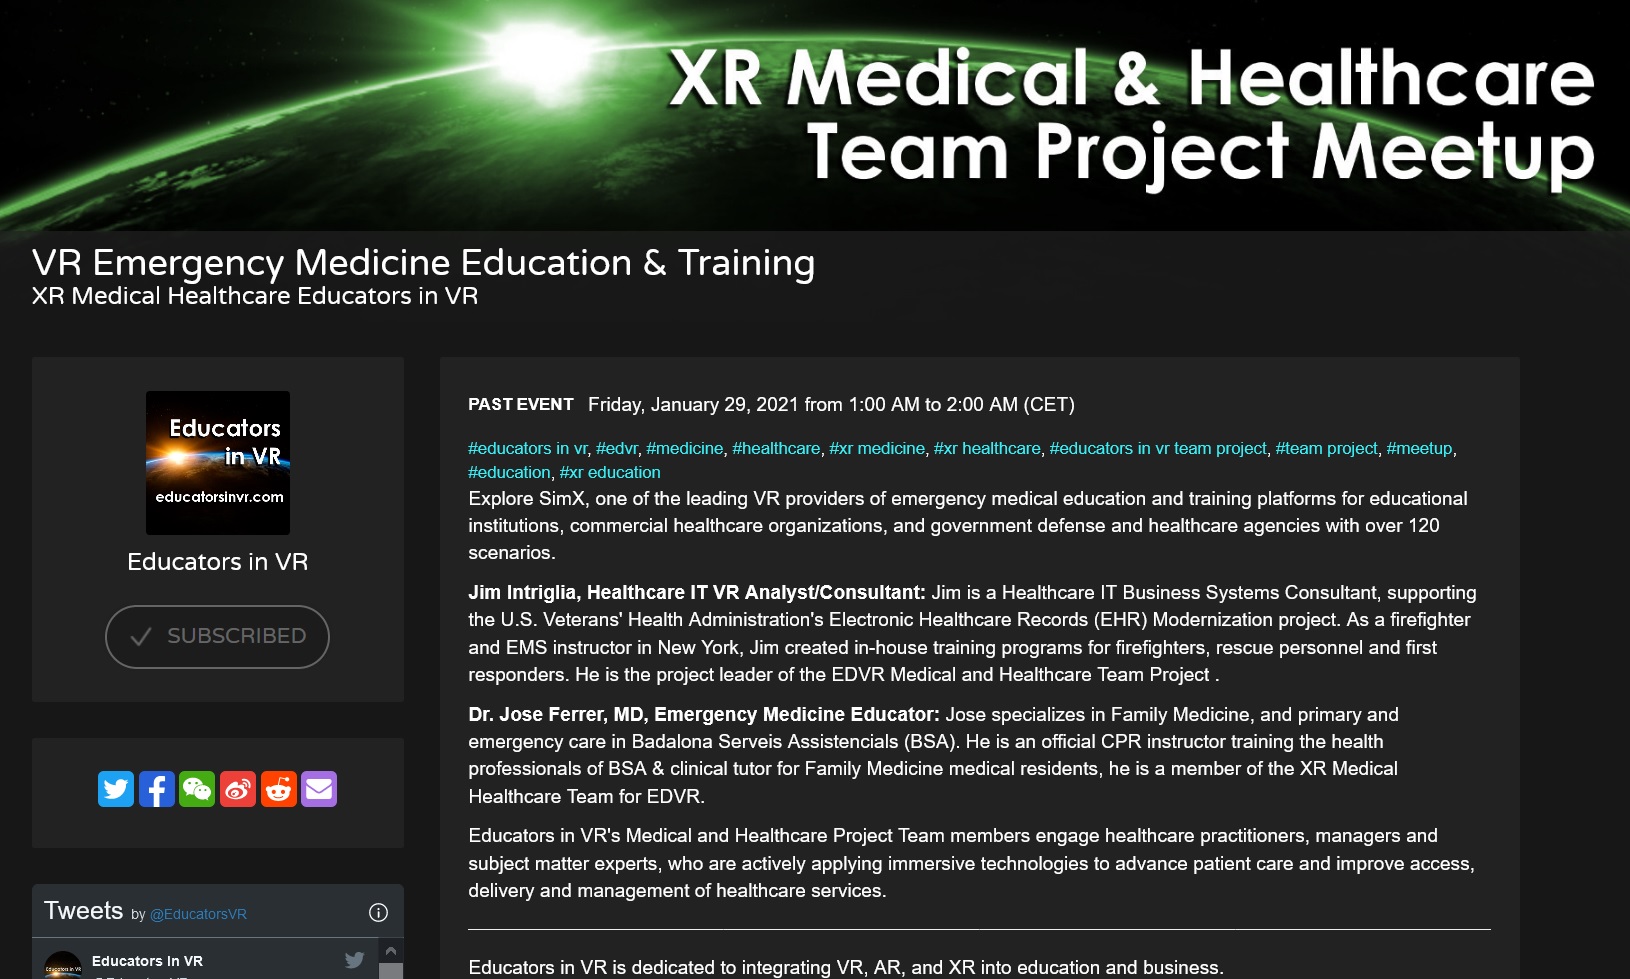 XR Medical & Healthcare
Team Project Meetup
VR Emergency Medicine Education & Training
XR Medical Healthcare Educators in VR
Educators
in VR
educatorsinvr.com
Educators in VR
SUBSCRIBED
Tweets by @EducatorsVR
Educators in VR
Educators In VR
PAST EVENT Friday, January 29, 2021 from 1:00 AM to 2:00 AM (CET)
#educators in vr, #edvr, #medicine, #healthcare, #xr medicine, #xr healthcare, #educators in vr team project, #team project, #meetup,
#education, #xr education
Explore SimX, one of the leading VR providers of emergency medical education and training platforms for educational
institutions, commercial healthcare organizations, and government defense and healthcare agencies with over 120
scenarios.
Jim Intriglia, Healthcare IT VR Analyst/Consultant: Jim is a Healthcare IT Business Systems Consultant, supporting
the U.S. Veterans' Health Administration's Electronic Healthcare Records (EHR) Modernization project. As a firefighter
and EMS instructor in New York, Jim created in-house training programs for firefighters, rescue personnel and first
responders. He is the project leader of the EDVR Medical and Healthcare Team Project .
Dr. Jose Ferrer, MD, Emergency Medicine Educator: Jose specializes in Family Medicine, and primary and
emergency care in Badalona Serveis Assistencials (BSA). He is an official CPR instructor training the health
professionals of BSA & clinical tutor for Family Medicine medical residents, he is a member of the XR Medical
Healthcare Team for EDVR.
Educators in VR's Medical and Healthcare Project Team members engage healthcare practitioners, managers and
subject matter experts, who are actively applying immersive technologies to advance patient care and improve access,
delivery and management of healthcare services.
Educators in VR is dedicated to integrating VR, AR, and XR into education and business.